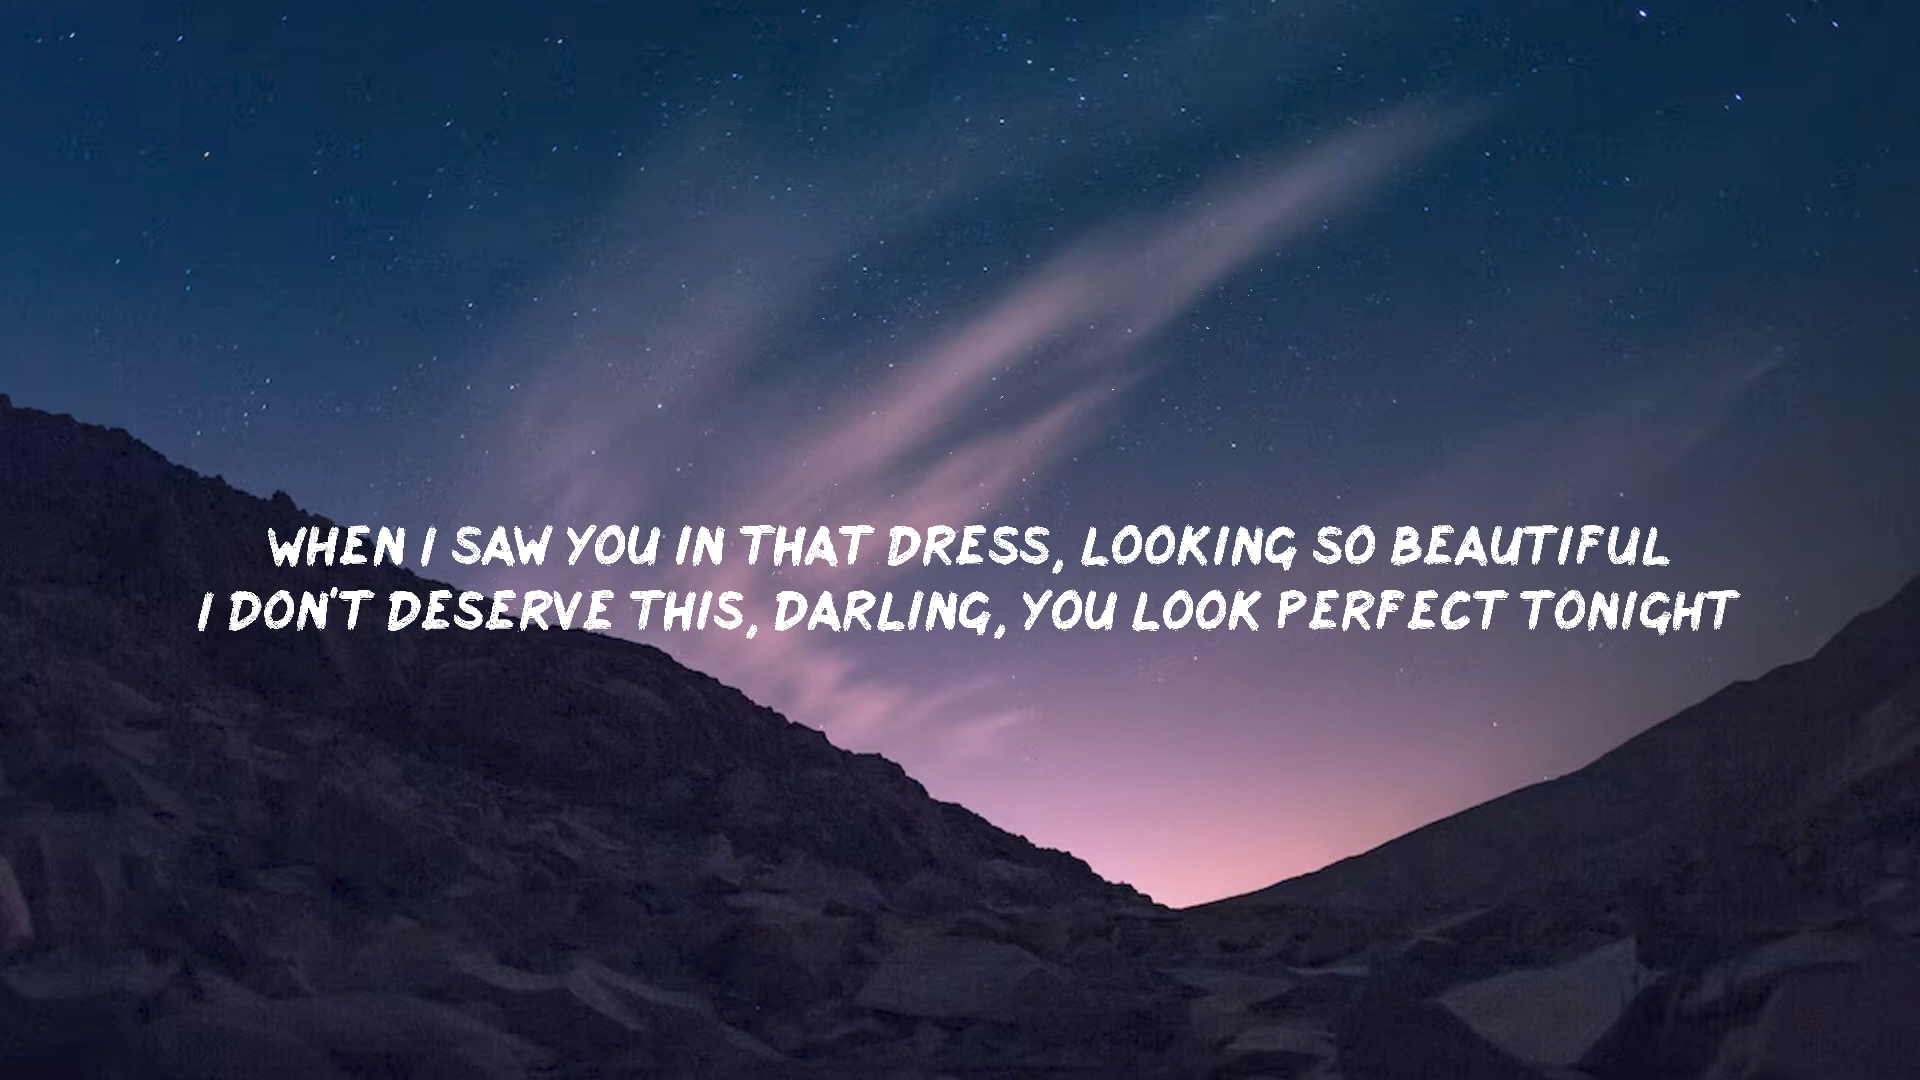 WHEN I SAW YOU IN THAT DRESS, LOOKING SO BEAUTIFUL
I DON'T DESERVE THIS, DARLING, YOU LOOK PERFECT TONIGHT